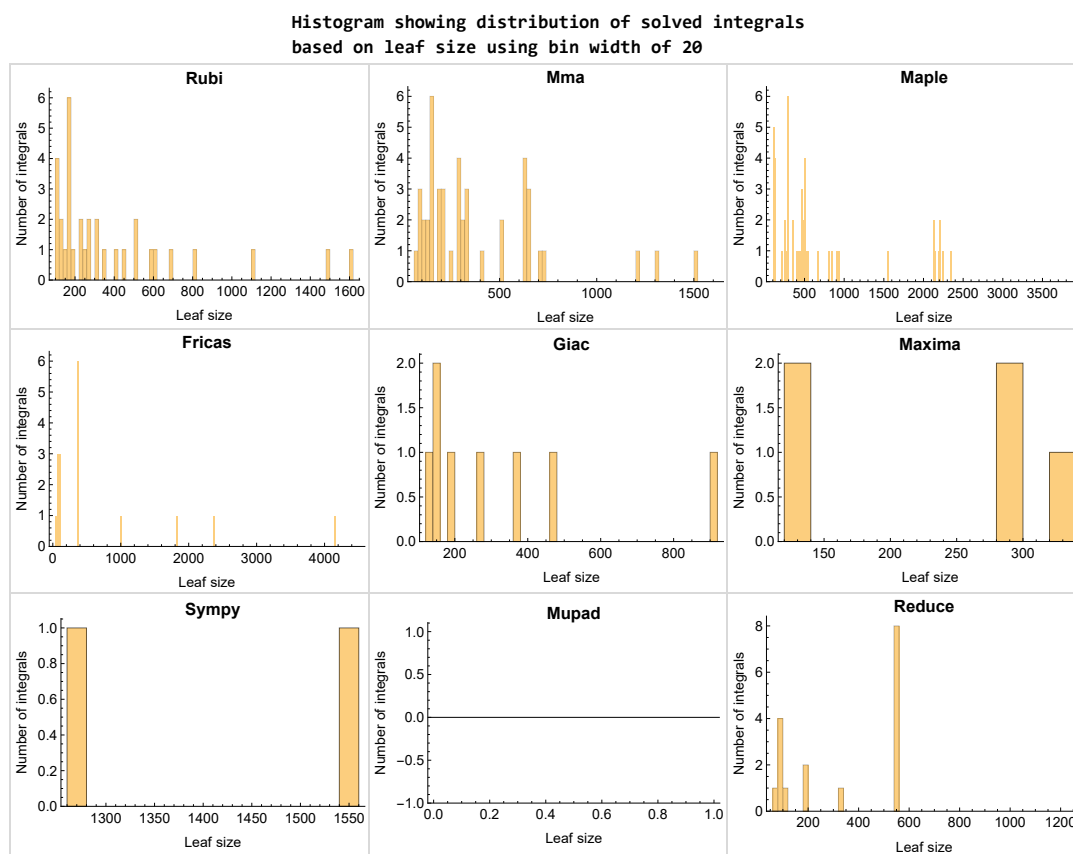 Histogram showing distribution of solved integrals
based on leaf size using bin width of 20
Rubi
Number of integrals
6
5
4
3
2
1
0
200 400 600 800 1000 1200 1400 1600
Leaf size
Mma
Number of integrals
6
5
4
3
2
1
0
500 1000 1500
Leaf size
Maple
Number of integrals
6
5
4
3
2
1
0
500 1000 1500 2000 2500 3000 3500
Leaf size
Fricas
Number of integrals
6
5
4
3
2
1
0
0 1000 2000 3000 4000
Leaf size
Giac
Number of integrals
2.0
1.5
1.0
0.5
0.0
200 400 600 800
Leaf size
Maxima
Number of integrals
2.0
1.5
1.0
0.5
0.0
150 200 250 300
Leaf size
Sympy
Number of integrals
1.0
0.8
0.6
0.4
0.2
0.0
1300 1350 1400 1450 1500 1550
Leaf size
Mupad
Number of integrals
1.0
0.5
0.0
−0.5
−1.0
0.0 0.2 0.4 0.6 0.8 1.0
Leaf size
Reduce
Number of integrals
8
6
4
2
0
200 400 600 800 1000 1200
Leaf size